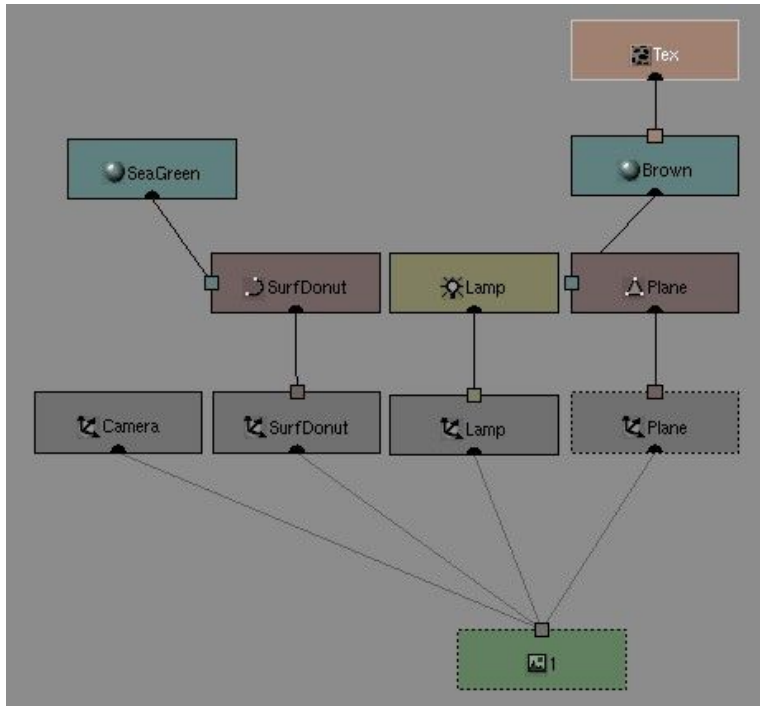 Tex
SeaGreen
Brown
SurfDonut
Lamp
Plane
Camera
SurfDonut
Lamp
Plane
1